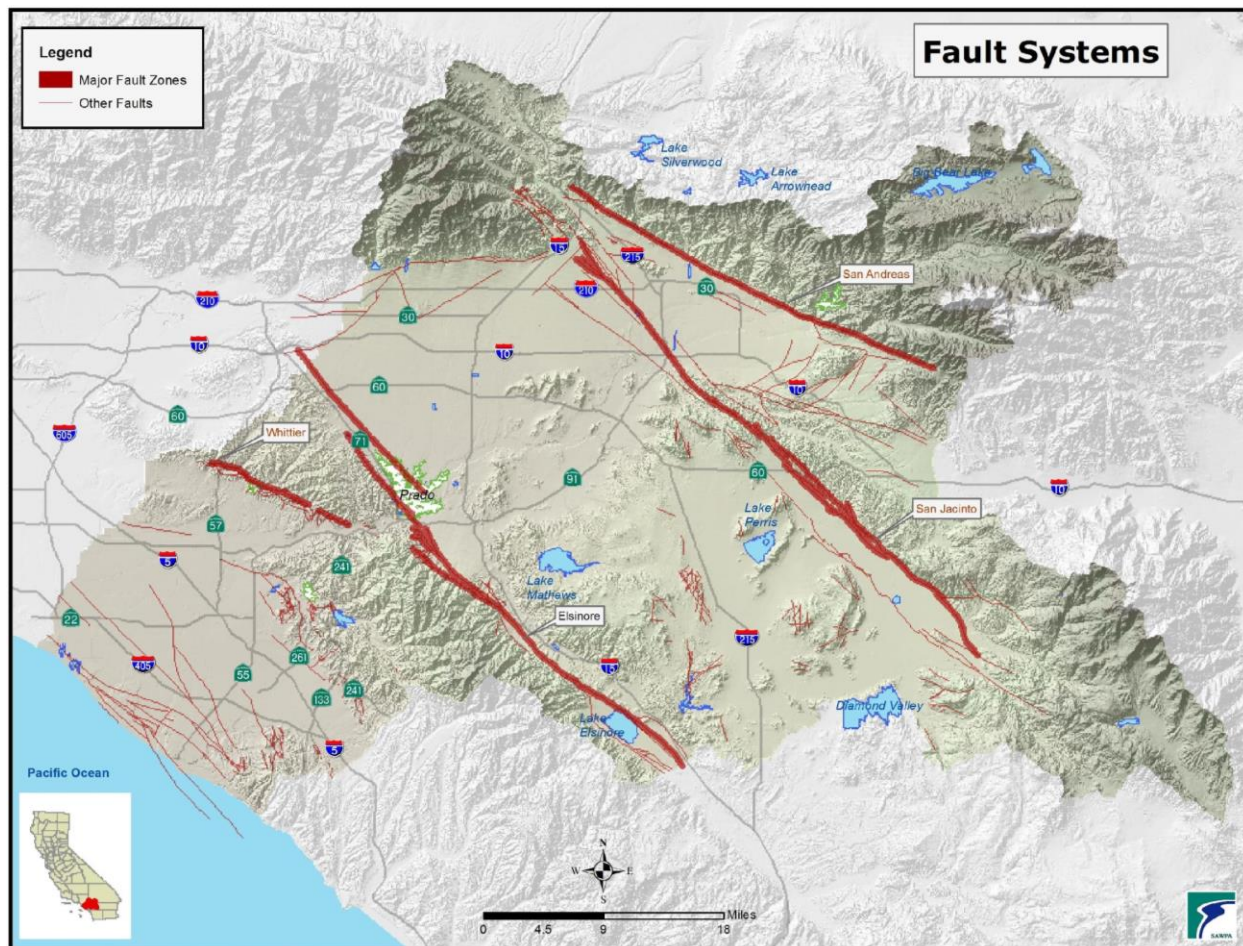 Fault Systems
Legend
Major Fault Zones
Other Faults
Lake
Silverwood
Lake
Arrowhead
Big Bear Lake
15
215
San Andreas
210
210
30
30
10
10
60
10
60
605
Whittier
71
Prado
91
60
10
57
Lake
Perris
San Jacinto
5
241
Lake
Mathews
Elsinore
22
405
261
55
133
241
15
215
Lake
Elsinore
Diamond Valley
5
Pacific Ocean
N
W
E
S
Miles
0
4.5
9
18
SAWPA